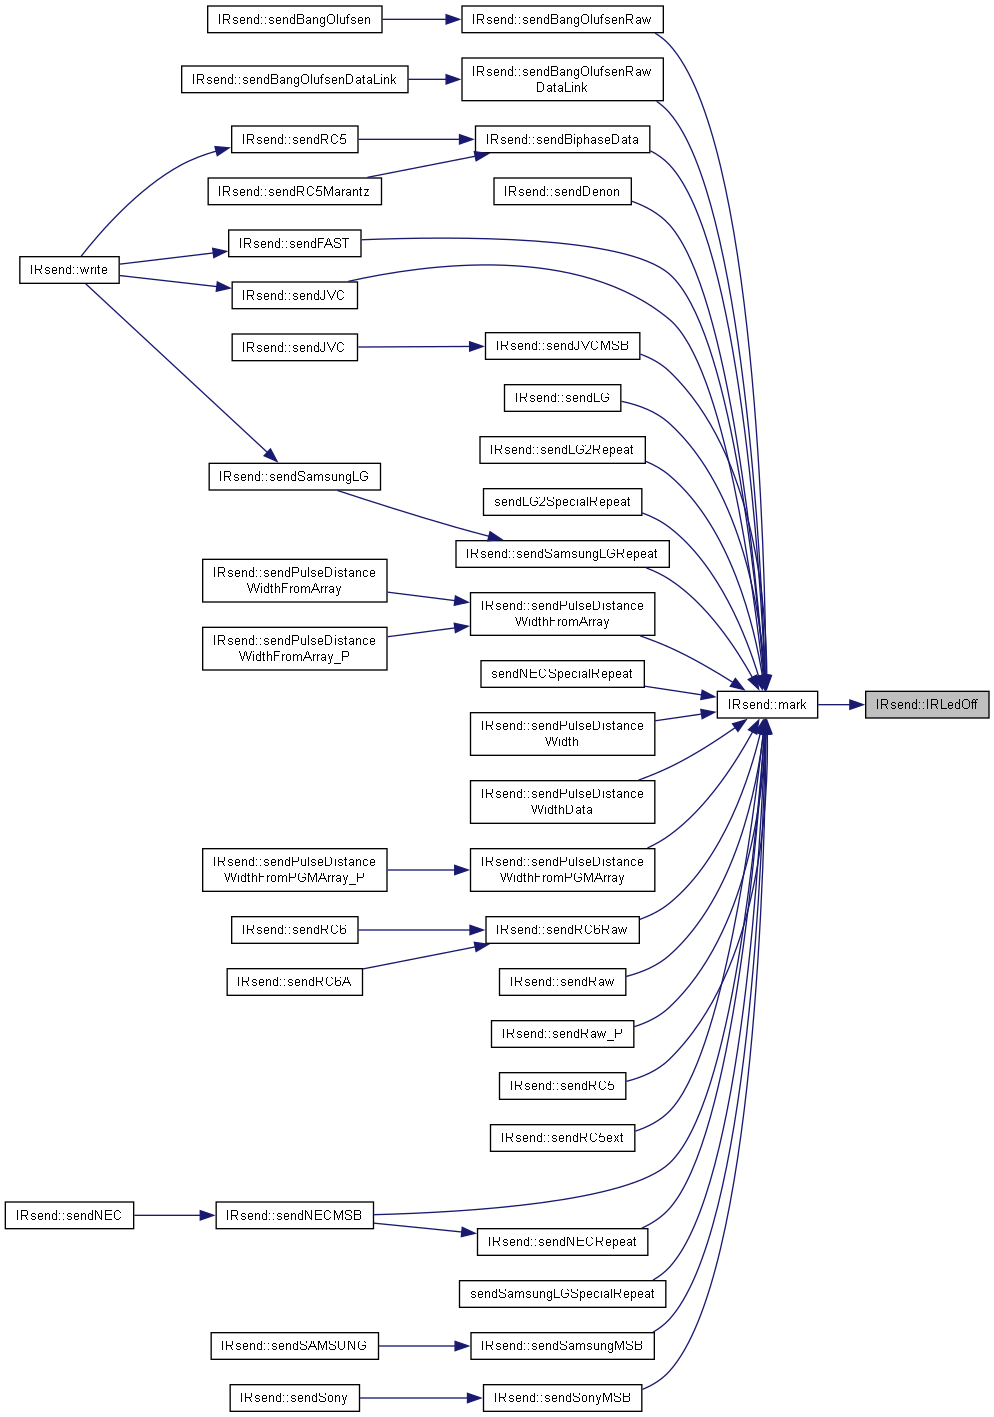 IRsend::sendBangOlufsen
IRsend::sendBangOlufsenRaw
IRsend::sendBangOlufsenDataLink
IRsend::sendBangOlufsenRaw
DataLink
IRsend::sendRC5
IRsend::sendBiphaseData
IRsend::sendRC5Marantz
IRsend::sendDenon
IRsend::sendFAST
IRsend::write
IRsend::sendJVC
IRsend::sendJVC
IRsend::sendJVCMSB
IRsend::sendLG
IRsend::sendLG2Repeat
IRsend::sendSamsungLG
sendLG2SpecialRepeat
IRsend::sendSamsungLGRepeat
IRsend::sendPulseDistance
WidthFromArray
IRsend::sendPulseDistance
WidthFromArray
IRsend::sendPulseDistance
WidthFromArray_P
sendNECSpecialRepeat
IRsend::mark
IRsend::IRLedOff
IRsend::sendPulseDistance
Width
IRsend::sendPulseDistance
WidthData
IRsend::sendPulseDistance
WidthFromPGMArray_P
IRsend::sendPulseDistance
WidthFromPGMArray
IRsend::sendRC6
IRsend::sendRC6Raw
IRsend::sendRC6A
IRsend::sendRaw
IRsend::sendRaw_P
IRsend::sendRC5
IRsend::sendRC5ext
IRsend::sendNEC
IRsend::sendNECMSB
IRsend::sendNECRepeat
sendSamsungLGSpecialRepeat
IRsend::sendSAMSUNG
IRsend::sendSamsungMSB
IRsend::sendSony
IRsend::sendSonyMSB